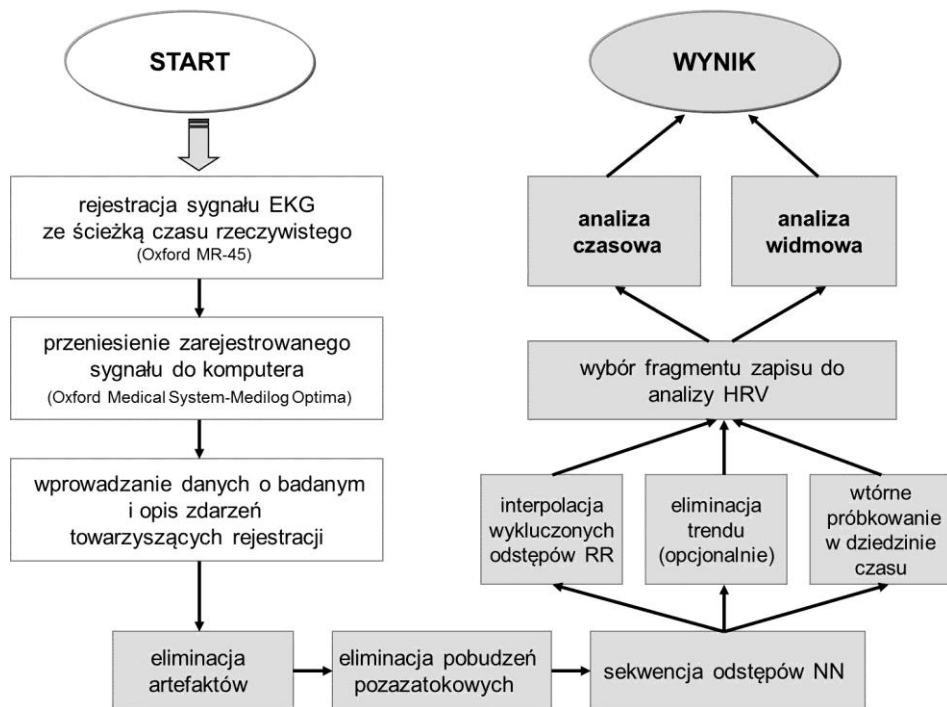 START
rejestracja sygnału EKG
ze ścieżką czasu rzeczywistego
(Oxford MR-45)
przeniesienie zarejestrowanego
sygnału do komputera
(Oxford Medical System-Medilog Optima)
wprowadzanie danych o badanym
i opis zdarzeń
towarzyszących rejestracji
eliminacja
artefaktów
eliminacja pobudzeń
pozazatokowych
sekwencja odstępów NN
interpolacja
wykluczonych
odstępów RR
eliminacja
trendu
(opcjonalnie)
wtórne
próbkowanie
w dziedzinie
czasu
wybór fragmentu zapisu do
analizy HRV
analiza
czasowa
analiza
widmowa
WYNIK